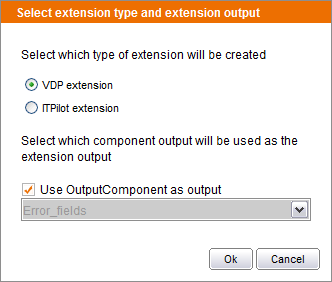 Select extension type and extension output
Select which type of extension will be created
VDP extension
ITPilot extension
Select which component output will be used as the
extension output
Use OutputComponent as output
Error_fields
Ok
Cancel